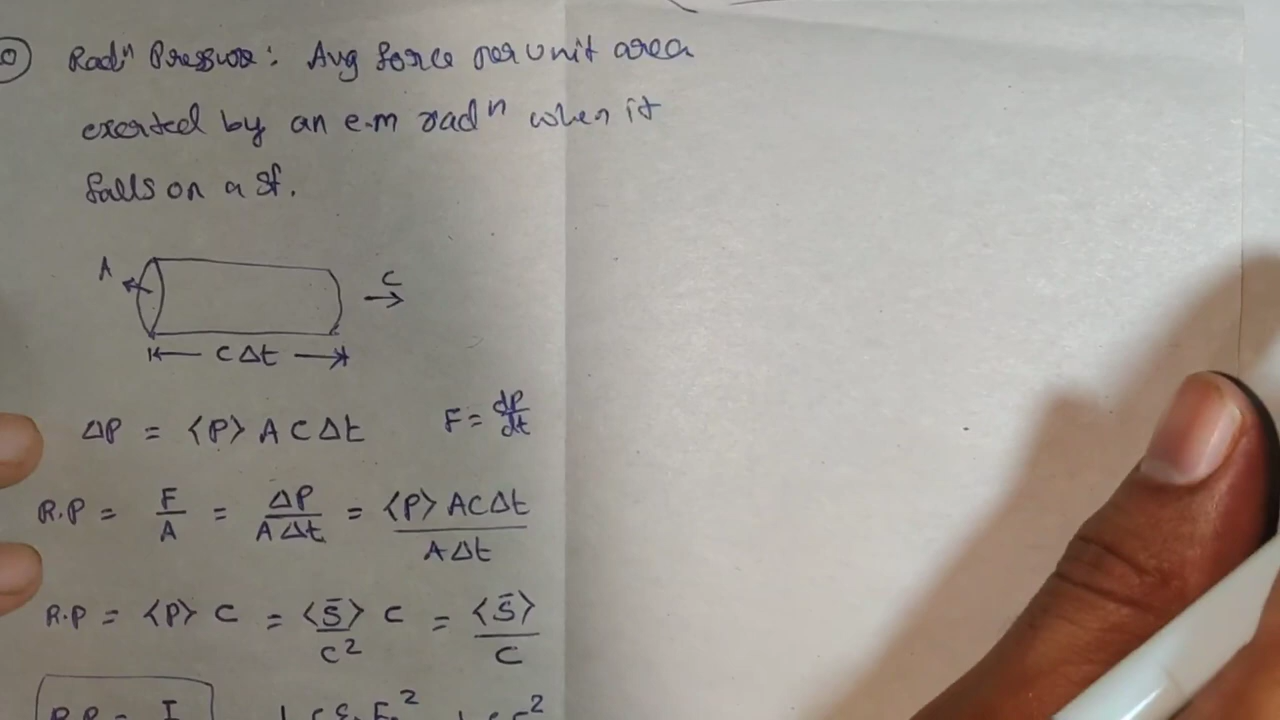 Radⁿ Pressure: Avg force per unit area
exerted by an e.m radⁿ when it
falls on a sf.
A
C
C Δt
ΔP = ⟨P⟩ A C Δt    F = dP/dt
R.P = F/A = ΔP/AΔt = ⟨P⟩ ACΔt/AΔt
R.P = ⟨P⟩ C = ⟨S̄⟩/C² C = ⟨S̄⟩/C